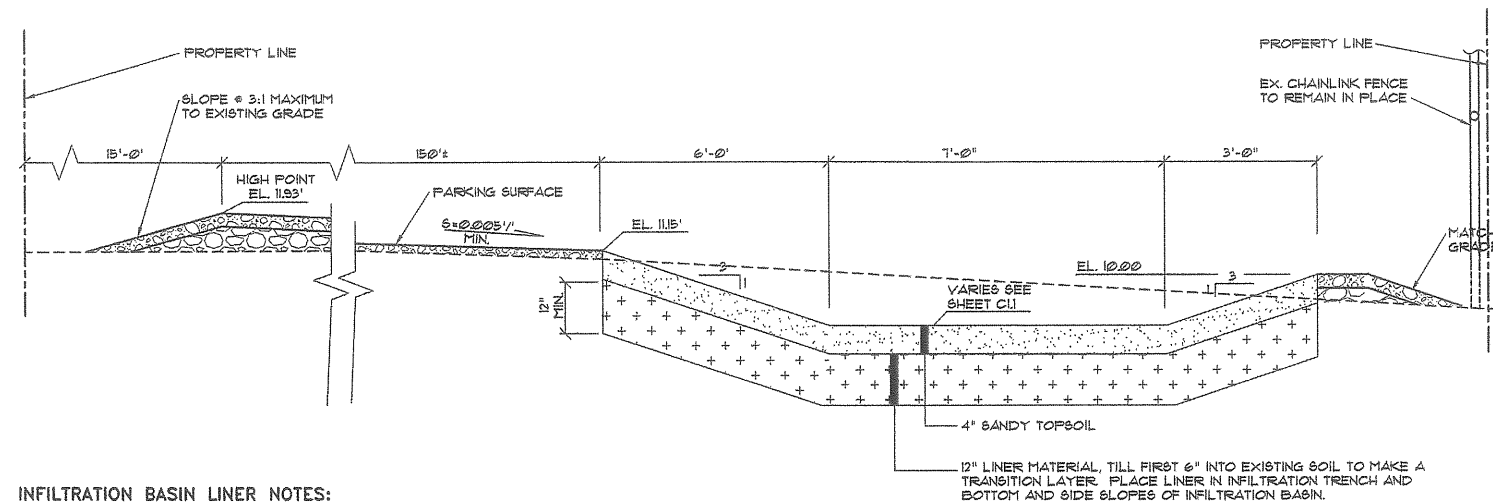 PROPERTY LINE
PROPERTY LINE
SLOPE @ 3:1 MAXIMUM
TO EXISTING GRADE
EX. CHAINLINK FENCE
TO REMAIN IN PLACE
15'-0"
150'±
6'-0"
7'-0"
3'-0"
HIGH POINT
EL. 11.93'
PARKING SURFACE
S=0.005'/'
MIN.
EL. 11.15'
12"
MIN.
2
1
VARIES SEE
SHEET C1.1
EL. 10.00
3
1
4" SANDY TOPSOIL
12" LINER MATERIAL, TILL FIRST 6" INTO EXISTING SOIL TO MAKE A
TRANSITION LAYER. PLACE LINER IN INFILTRATION TRENCH AND
BOTTOM AND SIDE SLOPES OF INFILTRATION BASIN.
INFILTRATION BASIN LINER NOTES: